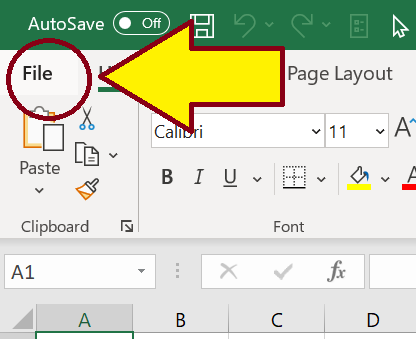 AutoSave Off
File Page Layout
Calibri 11 A
Paste
B I U A
Clipboard Font
A1 fx
A B C D